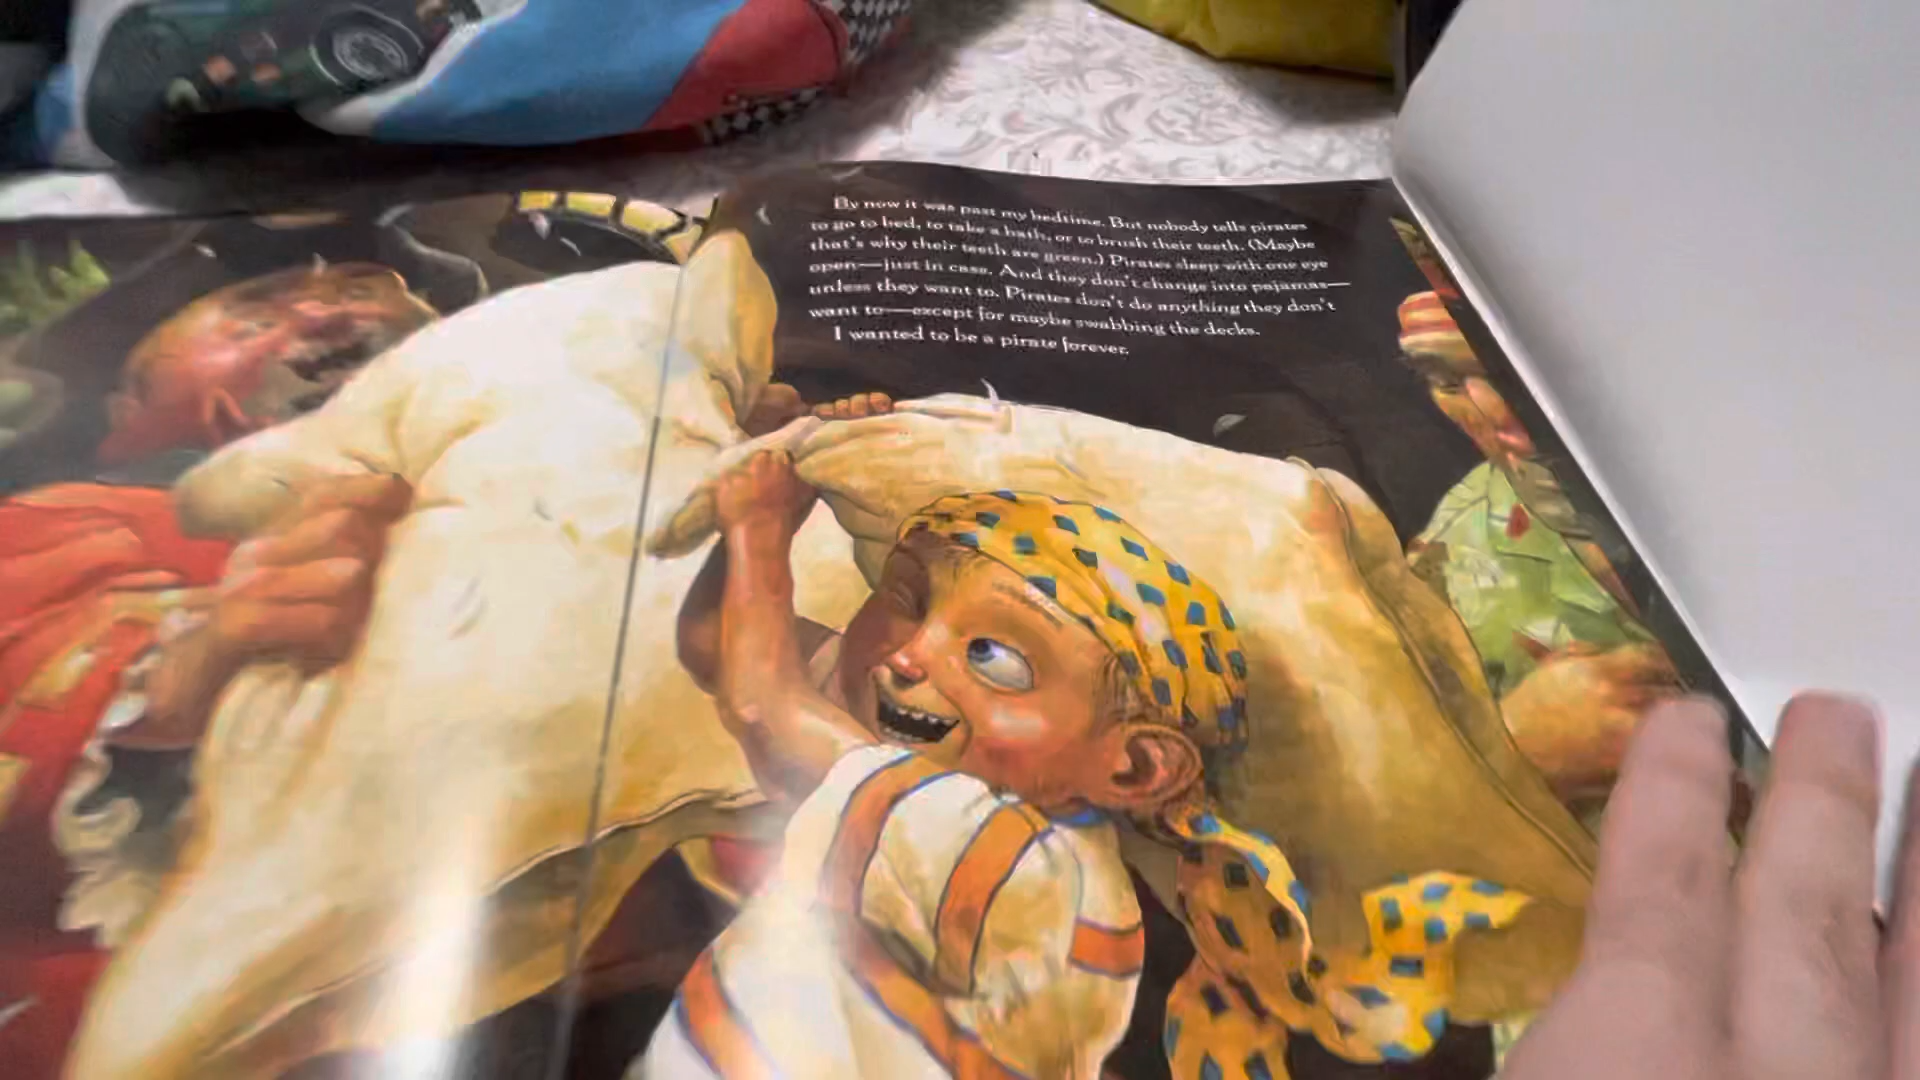 By now it was past my bedtime. But nobody tells pirates
to go to bed, to take a bath, or to brush their teeth. (Maybe
that's why their teeth are green.) Pirates sleep with one eye
open—just in case. And they don't change into pajamas—
unless they want to. Pirates don't do anything they don't
want to—except for maybe swabbing the decks.
I wanted to be a pirate forever.